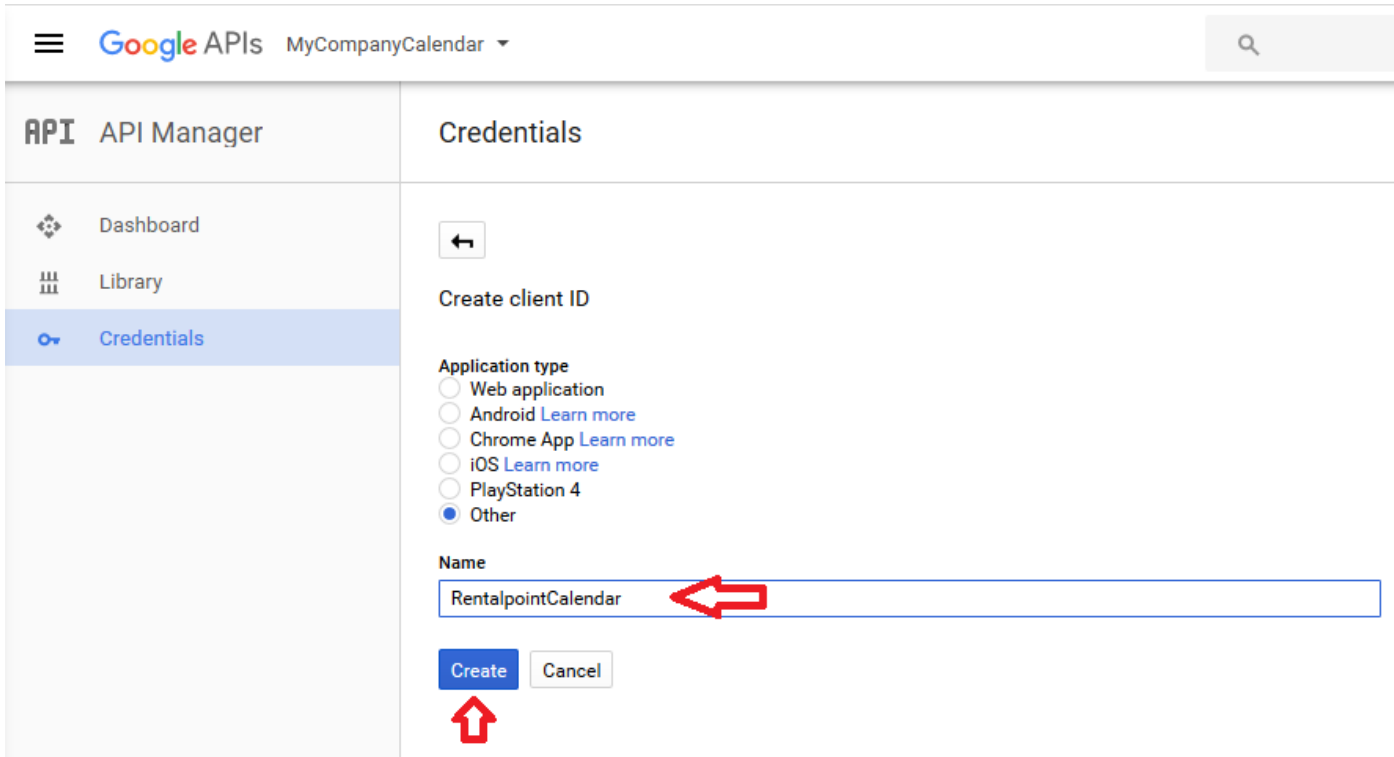 Google APIs MyCompanyCalendar
API API Manager
Credentials
Dashboard
Library
Credentials
Create client ID
Application type
Web application
Android Learn more
Chrome App Learn more
iOS Learn more
PlayStation 4
Other
Name
RentalpointCalendar
Create Cancel